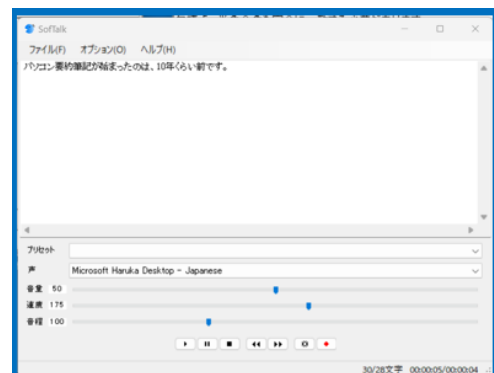 SofTalk
ファイル(F) オプション(O) ヘルプ(H)
パソコン要約筆記が始まったのは、10年くらい前です。
プリセット
声 Microsoft Haruka Desktop - Japanese
音量 50
速度 175
音程 100
30/28文字 00:00:05/00:00:04